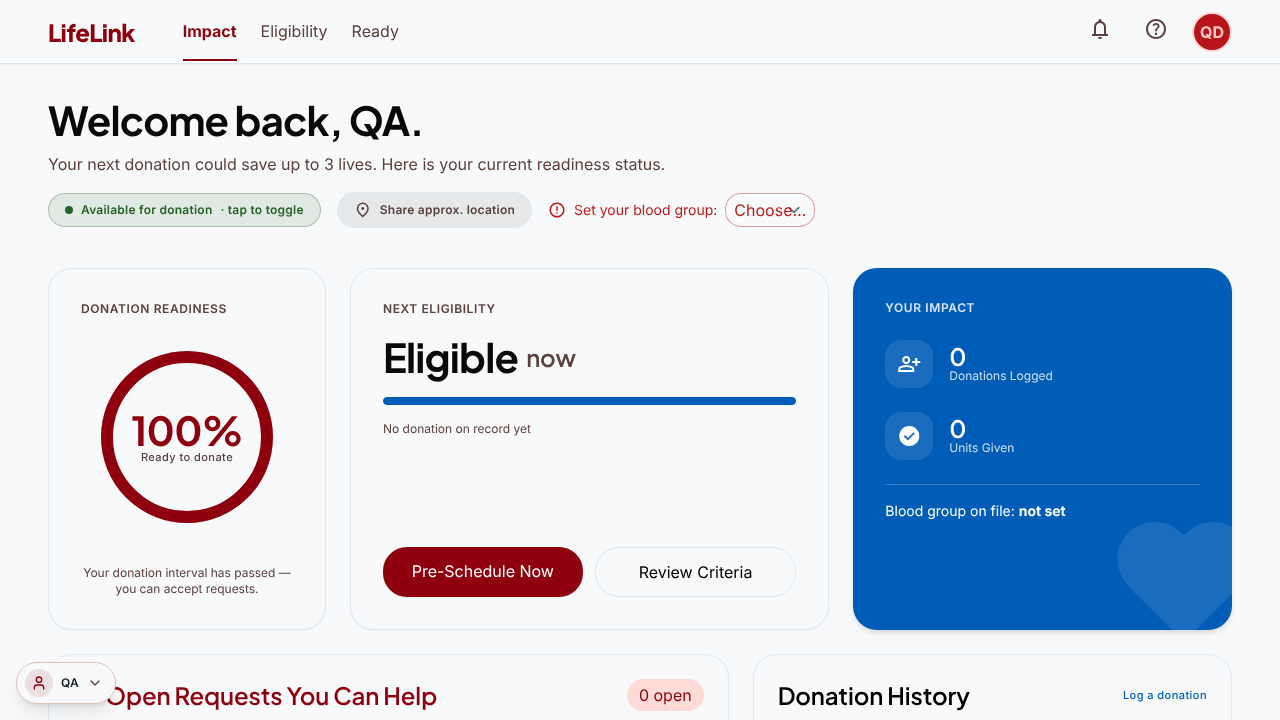 LifeLink
Impact
Eligibility
Ready
QD
Welcome back, QA.
Your next donation could save up to 3 lives. Here is your current readiness status.
Available for donation · tap to toggle
Share approx. location
Set your blood group:
Choose...
DONATION READINESS
100%
Ready to donate
Your donation interval has passed —
you can accept requests.
NEXT ELIGIBILITY
Eligible now
No donation on record yet
Pre-Schedule Now
Review Criteria
YOUR IMPACT
0
Donations Logged
0
Units Given
Blood group on file: not set
Open Requests You Can Help
0 open
Donation History
Log a donation
QA